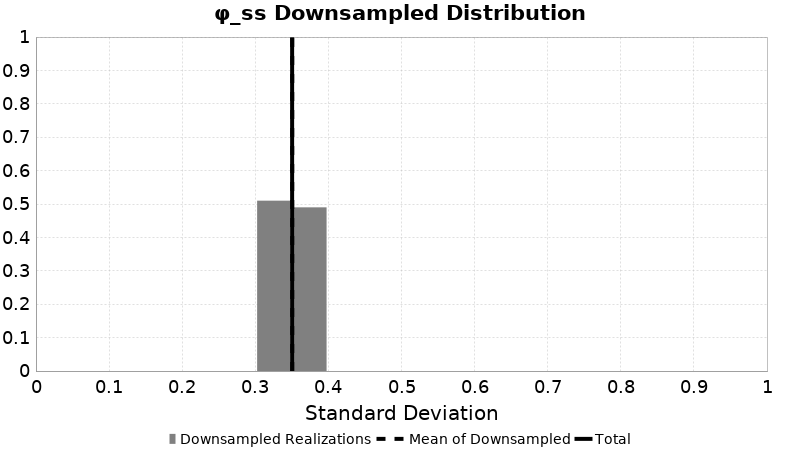 φ_ss Downsampled Distribution
1
0.9
0.8
0.7
0.6
0.5
0.4
0.3
0.2
0.1
0
0 0.1 0.2 0.3 0.4 0.5 0.6 0.7 0.8 0.9 1
Standard Deviation
Downsampled Realizations Mean of Downsampled Total